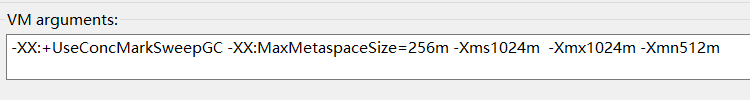 VM arguments:
-XX:+UseConcMarkSweepGC -XX:MaxMetaspaceSize=256m -Xms1024m  -Xmx1024m -Xmn512m